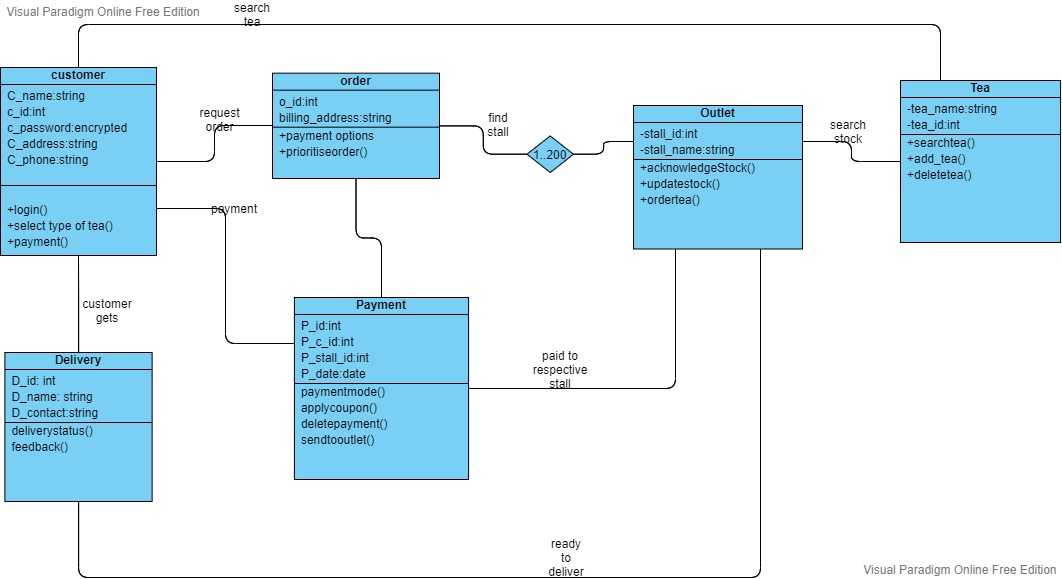 Visual Paradigm Online Free Edition
search
tea
customer
C_name:string
c_id:int
c_password:encrypted
C_address:string
C_phone:string
+login()
+select type of tea()
+payment()
request
order
order
o_id:int
billing_address:string
+payment options
+prioritiseorder()
find
stall
1..200
Outlet
-stall_id:int
-stall_name:string
+acknowledgeStock()
+updatestock()
+ordertea()
search
stock
Tea
-tea_name:string
-tea_id:int
+searchtea()
+add_tea()
+deletetea()
payment
customer
gets
Delivery
D_id: int
D_name: string
D_contact:string
deliverystatus()
feedback()
Payment
P_id:int
P_c_id:int
P_stall_id:int
P_date:date
paymentmode()
applycoupon()
deletepayment()
sendtooutlet()
paid to
respective
stall
ready
to
deliver
Visual Paradigm Online Free Edition